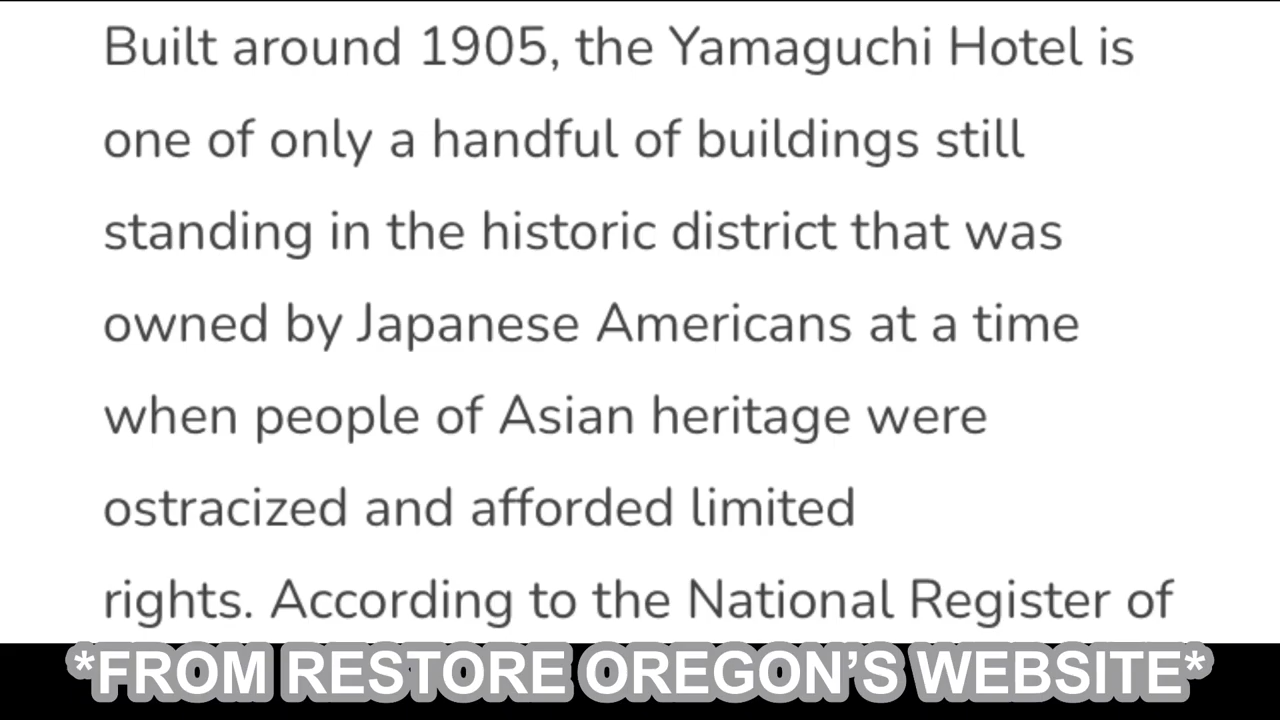 Built around 1905, the Yamaguchi Hotel is
one of only a handful of buildings still
standing in the historic district that was
owned by Japanese Americans at a time
when people of Asian heritage were
ostracized and afforded limited
rights. According to the National Register of
*FROM RESTORE OREGON’S WEBSITE*